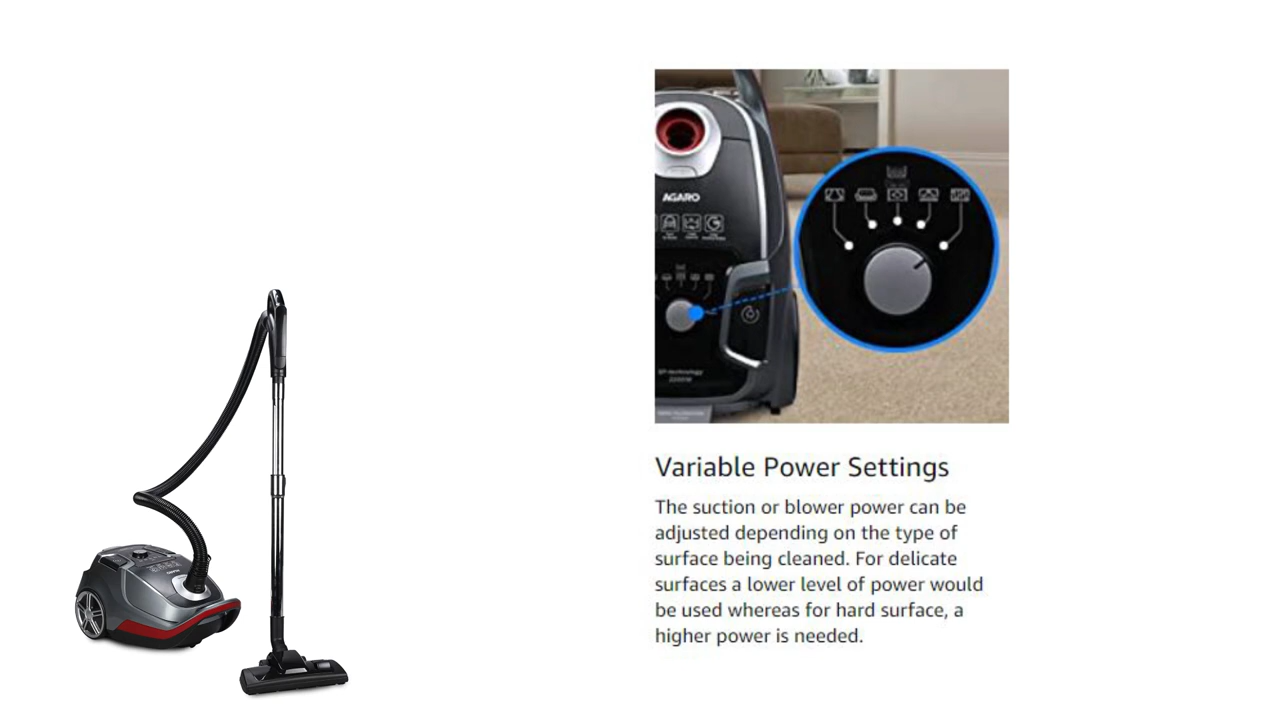 AGARO
Variable Power Settings
The suction or blower power can be
adjusted depending on the type of
surface being cleaned. For delicate
surfaces a lower level of power would
be used whereas for hard surface, a
higher power is needed.